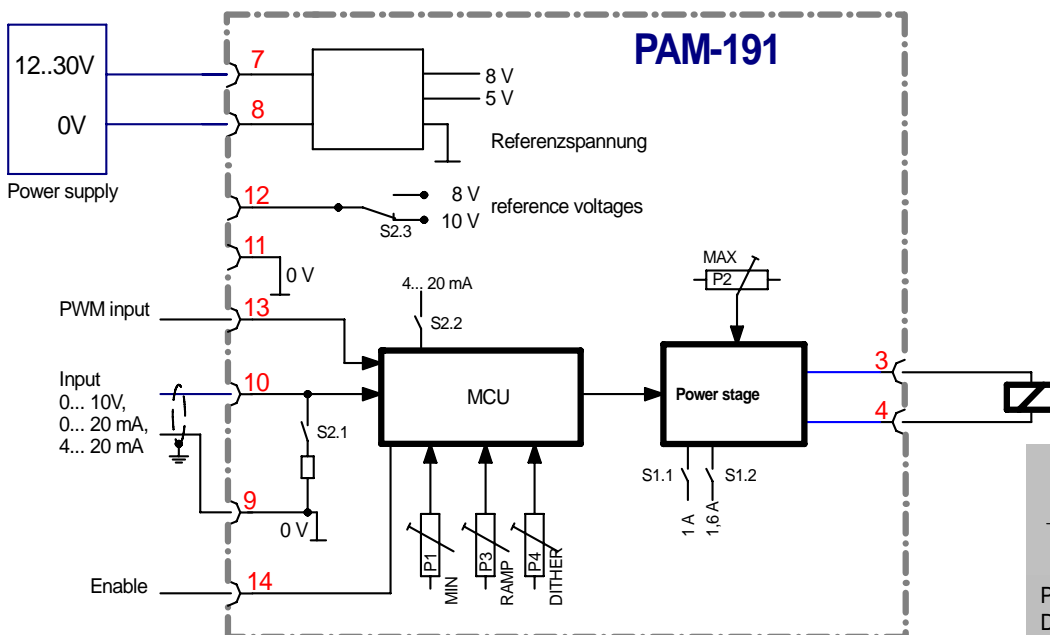 PAM-191
12..30V
0V
Power supply
7
8
8 V
5 V
Referenzspannung
12
8 V
10 V
reference voltages
S2.3
11
0 V
PWM input
13
4... 20 mA
S2.2
MAX
P2
Input
0... 10V,
0... 20 mA,
4... 20 mA
10
S2.1
MCU
Power stage
3
4
S1.1
S1.2
1 A
1,6 A
9
0 V
P1
MIN
P3
RAMP
P4
DITHER
Enable
14
P
D